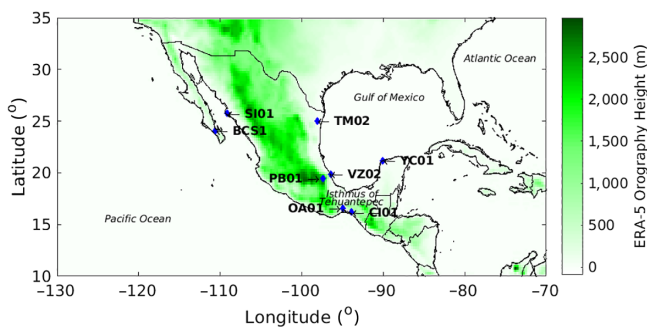 35
30
25
20
15
10
Latitude (°)
Atlantic Ocean
Gulf of Mexico
SI01
BCS1
TM02
YC01
VZ02
PB01
Isthmus of
Tehuantepec
OA01
CI01
Pacific Ocean
−130
−120
−110
−100
−90
−80
−70
Longitude (°)
2,500
2,000
1,500
1,000
500
0
ERA-5 Orography Height (m)